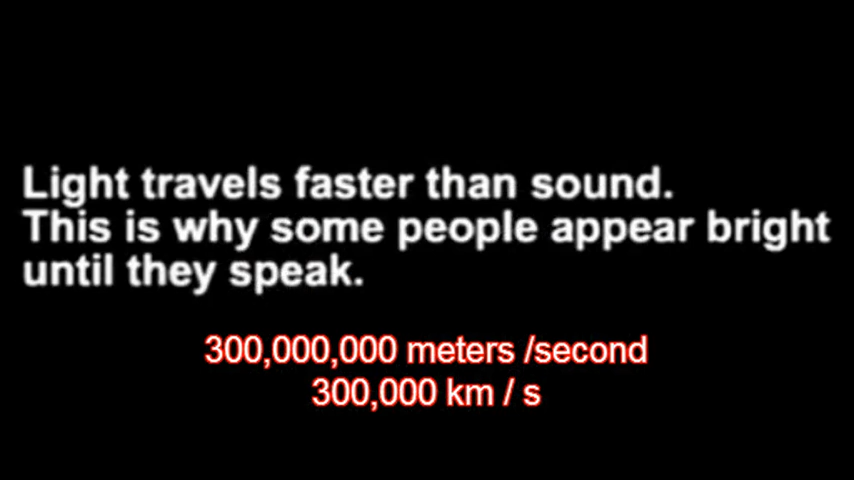 Light travels faster than sound.
This is why some people appear bright
until they speak.
300,000,000 meters /second
300,000 km / s